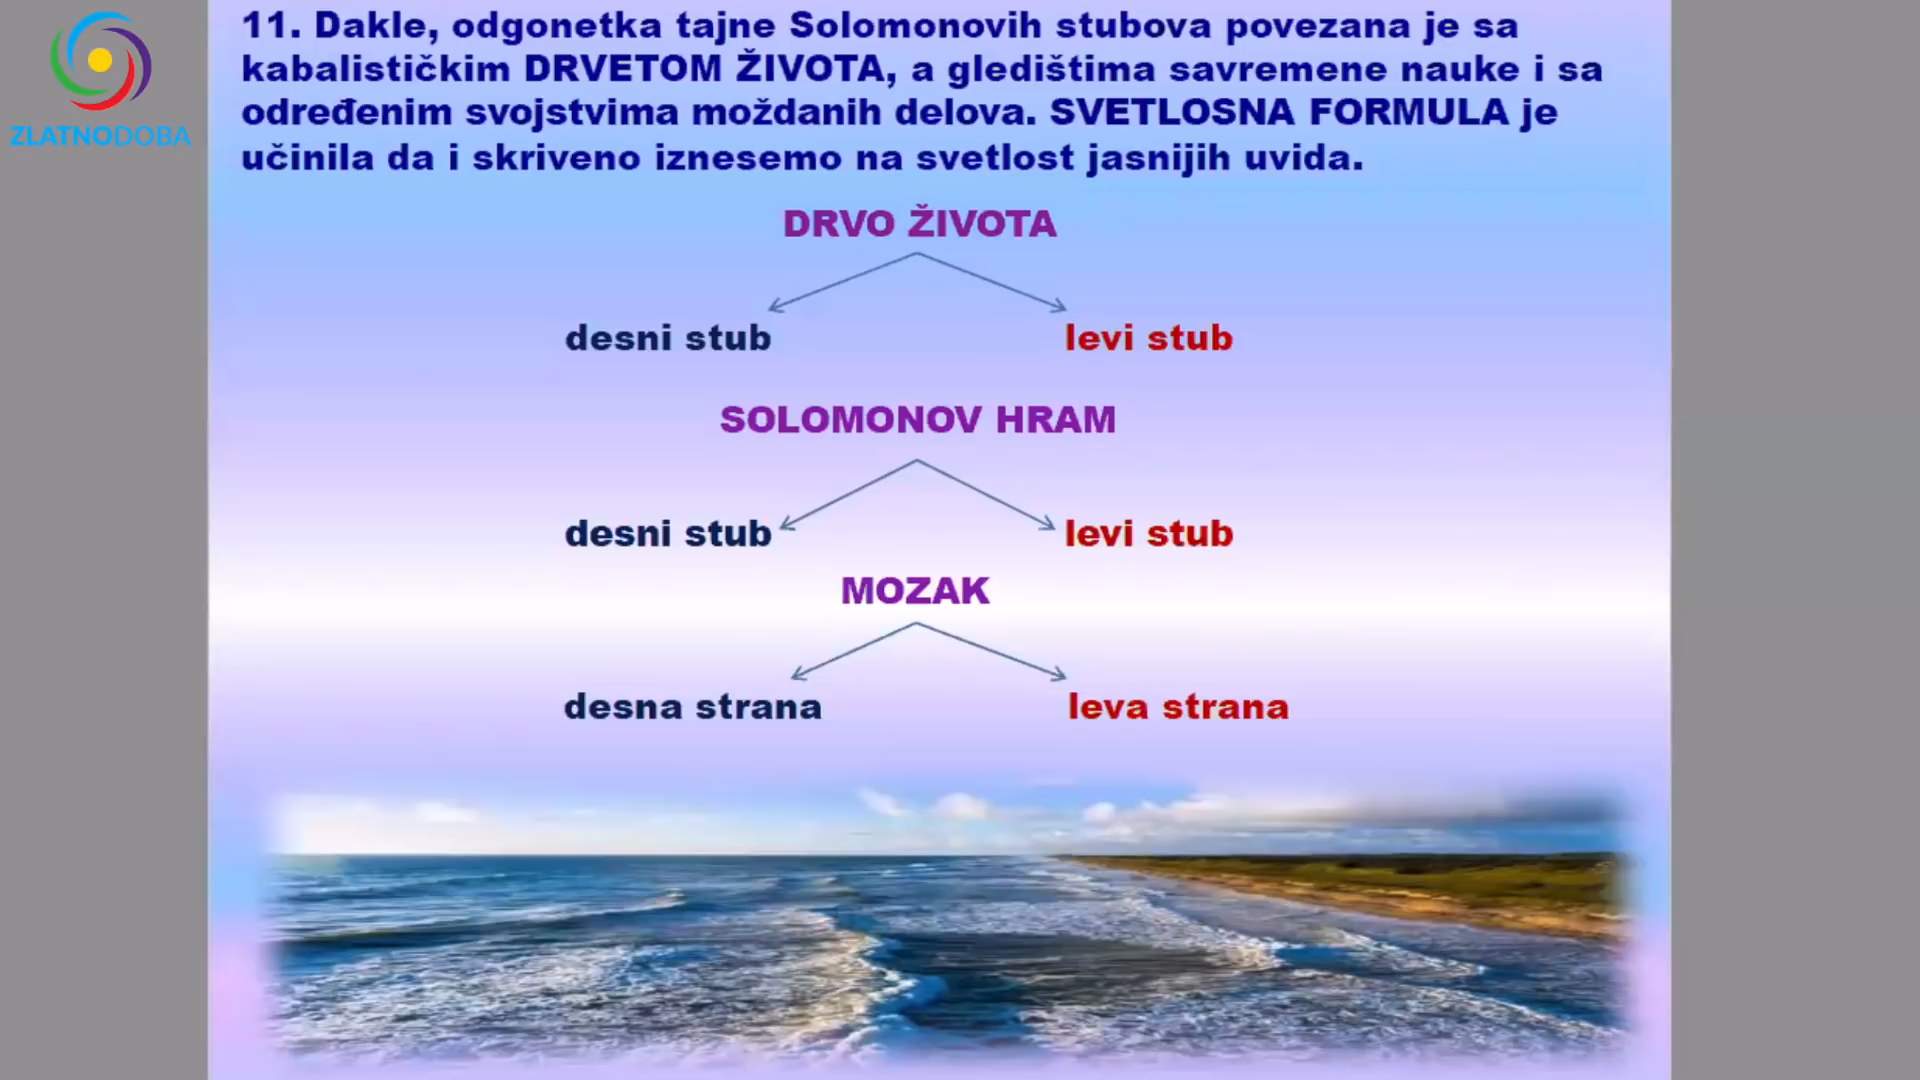 ZLATNODOBA
11. Dakle, odgonetka tajne Solomonovih stubova povezana je sa
kabalističkim DRVETOM ŽIVOTA, a gledištima savremene nauke i sa
određenim svojstvima moždanih delova. SVETLOSNA FORMULA je
učinila da i skriveno iznesemo na svetlost jasnijih uvida.
DRVO ŽIVOTA
desni stub levi stub
SOLOMONOV HRAM
desni stub levi stub
MOZAK
desna strana leva strana